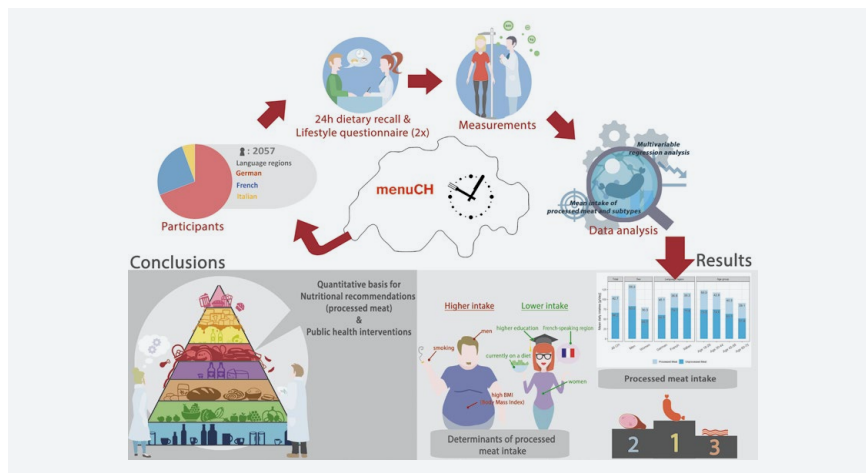 24h dietary recall &
Lifestyle questionnaire (2x)
Measurements
: 2057
Language regions
German
French
Italian
Participants
menuCH
Multivariable
regression analysis
Mean intake of
processed meat and subtypes
Data analysis
Conclusions
Results
Quantitative basis for
Nutritional recommendations
(processed meat)
&
Public health interventions
Higher intake
Lower intake
men
smoking
high BMI
(Body Mass Index)
higher education
French-speaking region
currently on a diet
women
Determinants of processed
meat intake
Processed meat intake
2
1
3